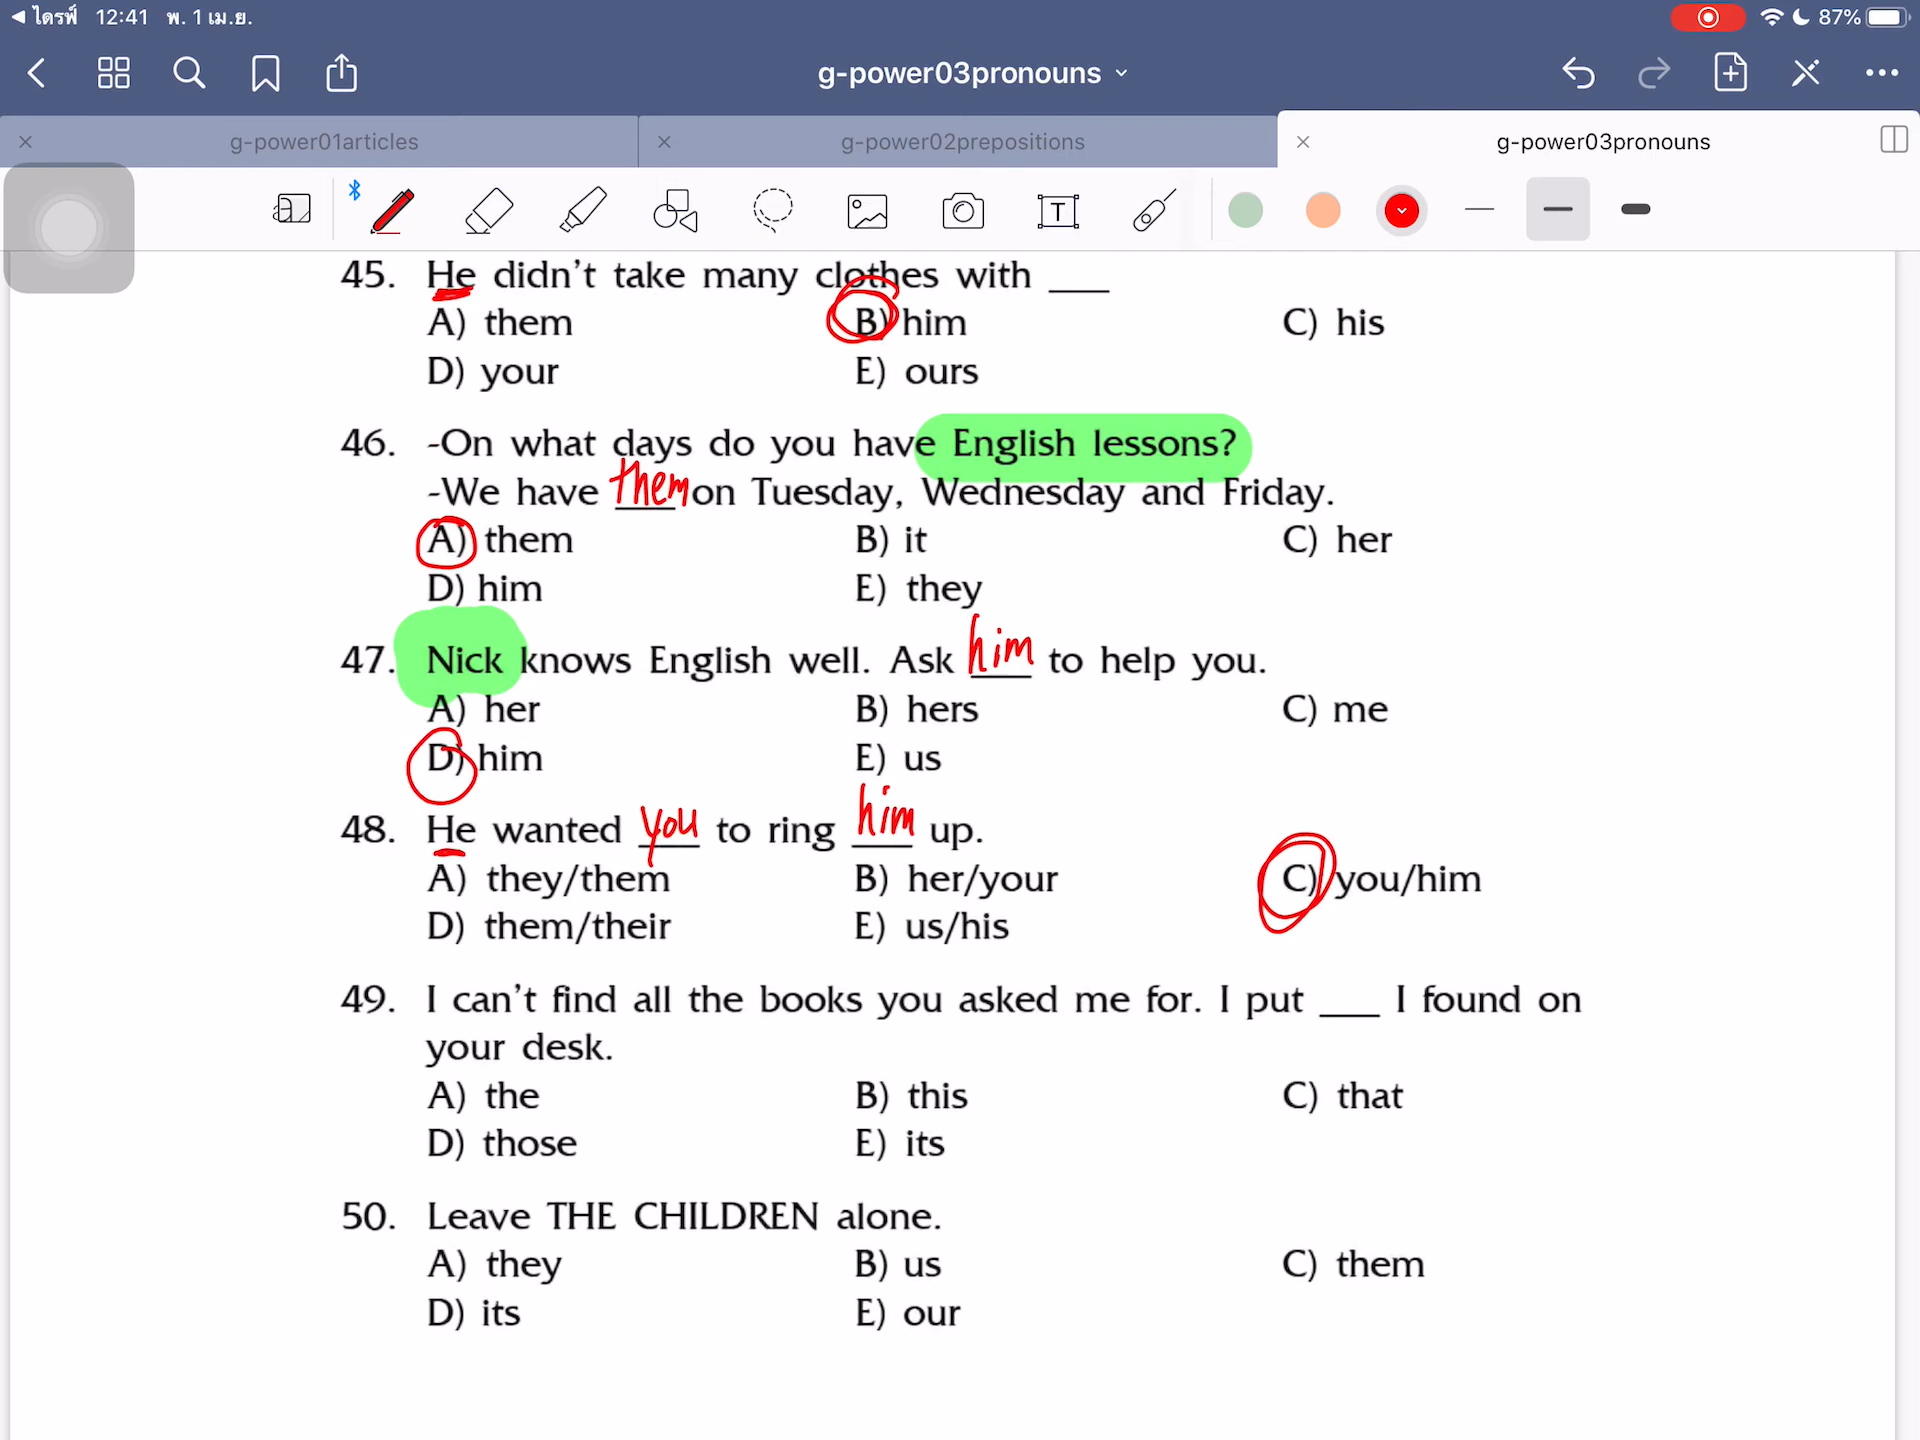 ไดรฟ์ 12:41 พ. 1 เม.ย. 87%
g-power03pronouns
g-power01articles g-power02prepositions g-power03pronouns
a T
45. He didn't take many clothes with ___
A) them B) him C) his
D) your E) ours
46. -On what days do you have English lessons?
-We have them on Tuesday, Wednesday and Friday.
A) them B) it C) her
D) him E) they
47. Nick knows English well. Ask him to help you.
A) her B) hers C) me
D) him E) us
48. He wanted you to ring him up.
A) they/them B) her/your C) you/him
D) them/their E) us/his
49. I can't find all the books you asked me for. I put ___ I found on
your desk.
A) the B) this C) that
D) those E) its
50. Leave THE CHILDREN alone.
A) they B) us C) them
D) its E) our